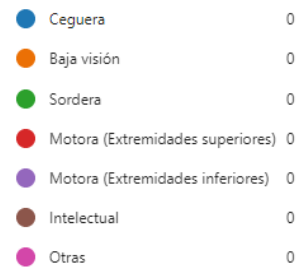 Ceguera 0
Baja visión 0
Sordera 0
Motora (Extremidades superiores) 0
Motora (Extremidades inferiores) 0
Intelectual 0
Otras 0